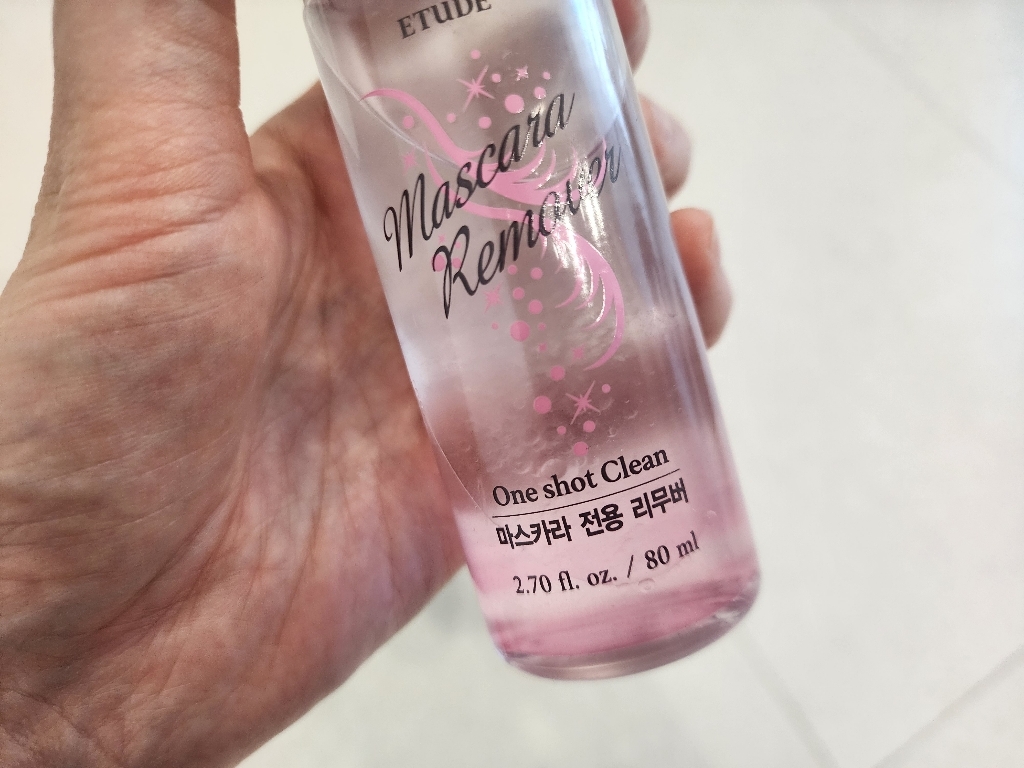 ETUDE
Mascara
Remover
One shot Clean
마스카라 전용 리무버
2.70 fl. oz. / 80 ml